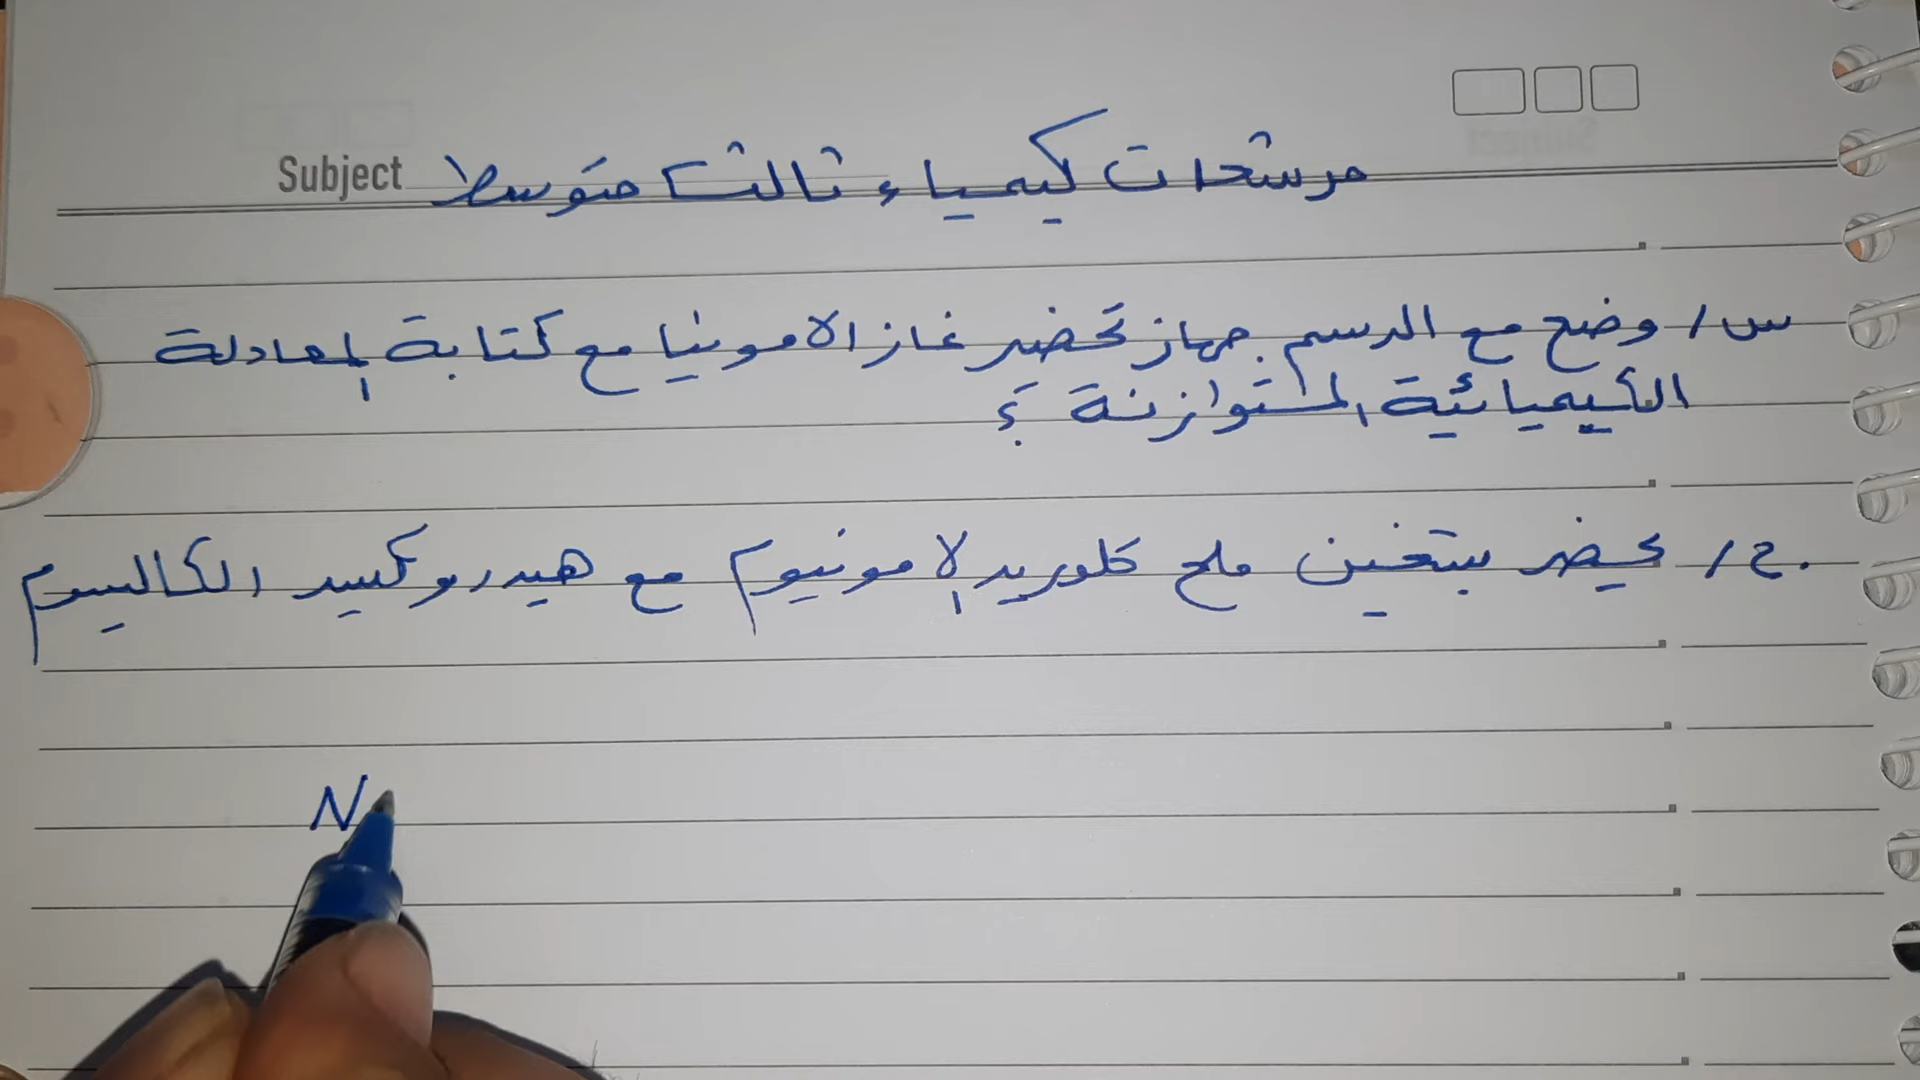 Subject مرشحات كيمياء ثالث متوسط
س / وضح مع الرسم جهاز تحضير غاز الامونيا مع كتابة المعادلة
الكيميائية المتوازنة ؟
ج / يحضر بتخين ملح كلوريد الامونيوم مع هيدروكسيد الكالسيوم
N